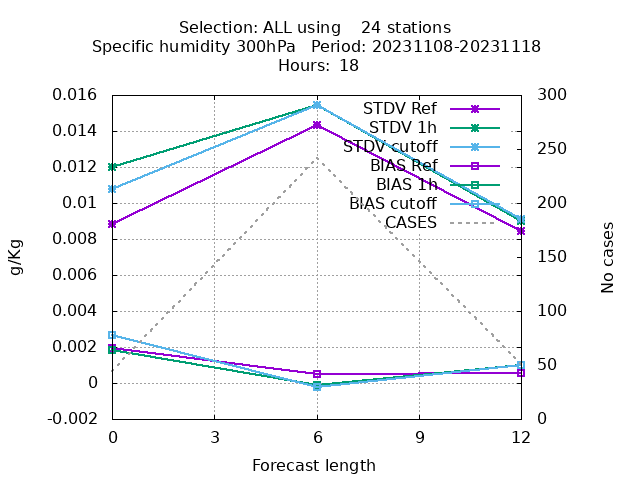 Selection: ALL using    24 stations
Specific humidity 300hPa   Period: 20231108-20231118
Hours:  18
g/Kg
No cases
0.016
0.014
0.012
0.01
0.008
0.006
0.004
0.002
0
-0.002
300
250
200
150
100
50
0
STDV Ref
STDV 1h
STDV cutoff
BIAS Ref
BIAS 1h
BIAS cutoff
CASES
0 3 6 9 12
Forecast length